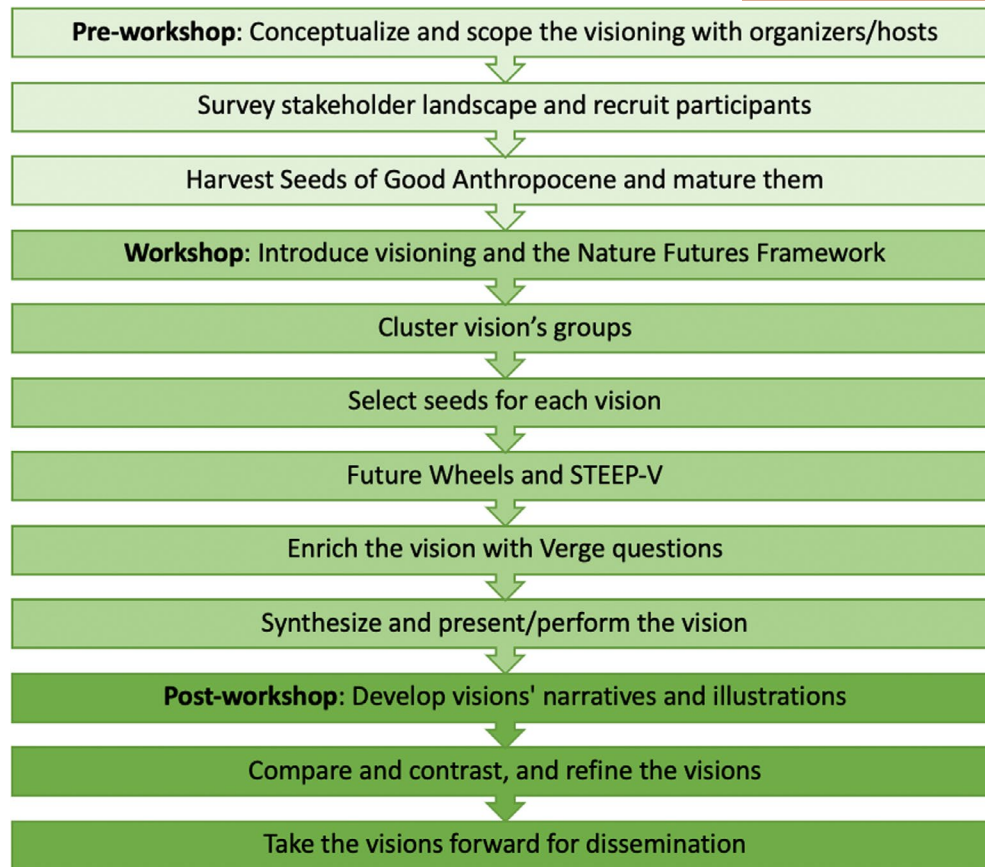 Pre-workshop: Conceptualize and scope the visioning with organizers/hosts
Survey stakeholder landscape and recruit participants
Harvest Seeds of Good Anthropocene and mature them
Workshop: Introduce visioning and the Nature Futures Framework
Cluster vision’s groups
Select seeds for each vision
Future Wheels and STEEP-V
Enrich the vision with Verge questions
Synthesize and present/perform the vision
Post-workshop: Develop visions' narratives and illustrations
Compare and contrast, and refine the visions
Take the visions forward for dissemination